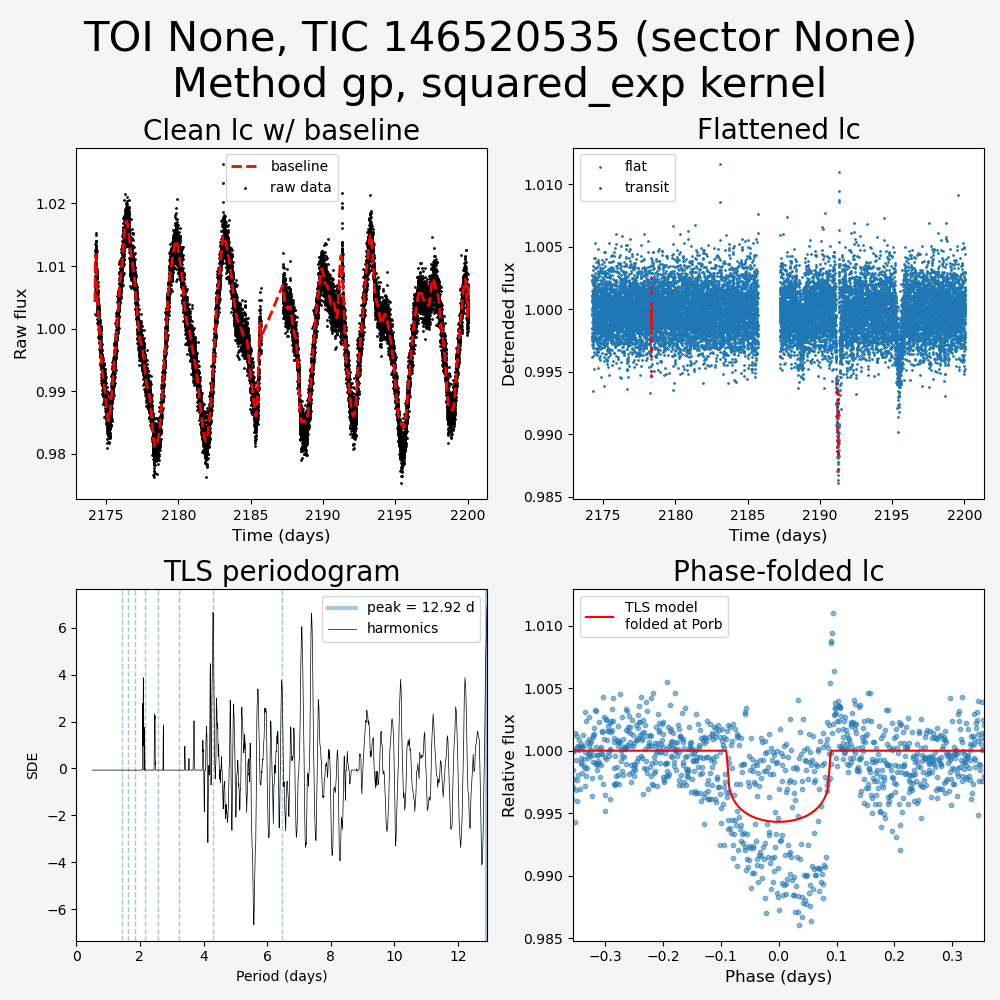 TOI None, TIC 146520535 (sector None)
Method gp, squared_exp kernel
Clean lc w/ baseline
baseline
raw data
Raw flux
1.02
1.01
1.00
0.99
0.98
2175
2180
2185
2190
2195
2200
Time (days)
Flattened lc
flat
transit
Detrended flux
1.010
1.005
1.000
0.995
0.990
0.985
2175
2180
2185
2190
2195
2200
Time (days)
TLS periodogram
peak = 12.92 d
harmonics
SDE
6
4
2
0
−2
−4
−6
0
2
4
6
8
10
12
Period (days)
Phase-folded lc
TLS model
folded at Porb
Relative flux
1.010
1.005
1.000
0.995
0.990
0.985
−0.3
−0.2
−0.1
0.0
0.1
0.2
0.3
Phase (days)